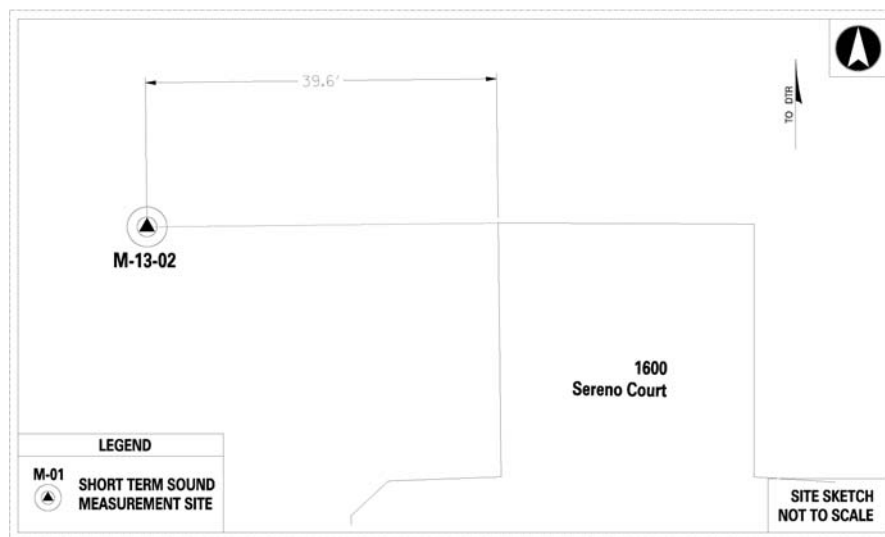 39.6'
TO DTR
M-13-02
1600
Sereno Court
LEGEND
M-01
SHORT TERM SOUND
MEASUREMENT SITE
SITE SKETCH
NOT TO SCALE